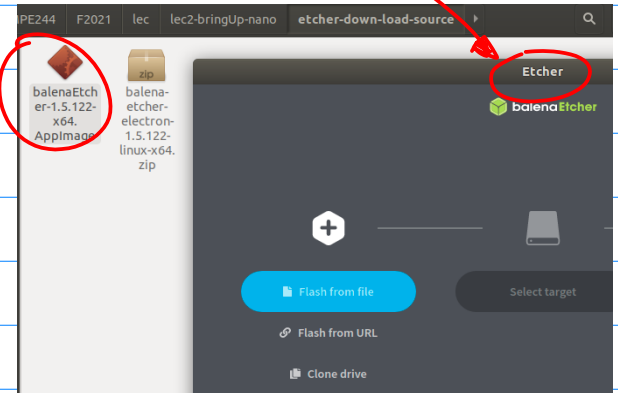 MPE244 F2021 lec lec2-bringUp-nano etcher-down-load-source
Etcher
balenaEtcher
balenaEtch
er-1.5.122-
x64.
AppImage
zip
balena-
etcher-
electron-
1.5.122-
linux-x64.
zip
Flash from file
Select target
Flash from URL
Clone drive